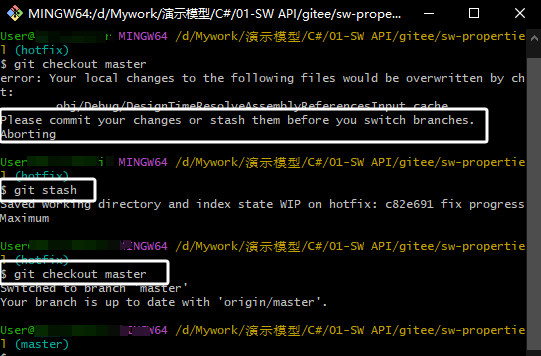 MINGW64:/d/Mywork/演示模型/C#/01-SW API/gitee/sw-prope...
User@ MINGW64 /d/Mywork/演示模型/C#/01-SW API/gitee/sw-propertie
l (hotfix)
$ git checkout master
error: Your local changes to the following files would be overwritten by ch
t:
obj/Debug/DesignTimeResolveAssemblyReferencesInput.cache
Please commit your changes or stash them before you switch branches.
Aborting
User@ MINGW64 /d/Mywork/演示模型/C#/01-SW API/gitee/sw-propertie
l (hotfix)
$ git stash
Saved working directory and index state WIP on hotfix: c82e691 fix progress
Maximum
User@ MINGW64 /d/Mywork/演示模型/C#/01-SW API/gitee/sw-propertie
l (hotfix)
$ git checkout master
Switched to branch 'master'
Your branch is up to date with 'origin/master'.
User@ MINGW64 /d/Mywork/演示模型/C#/01-SW API/gitee/sw-propertie
l (master)